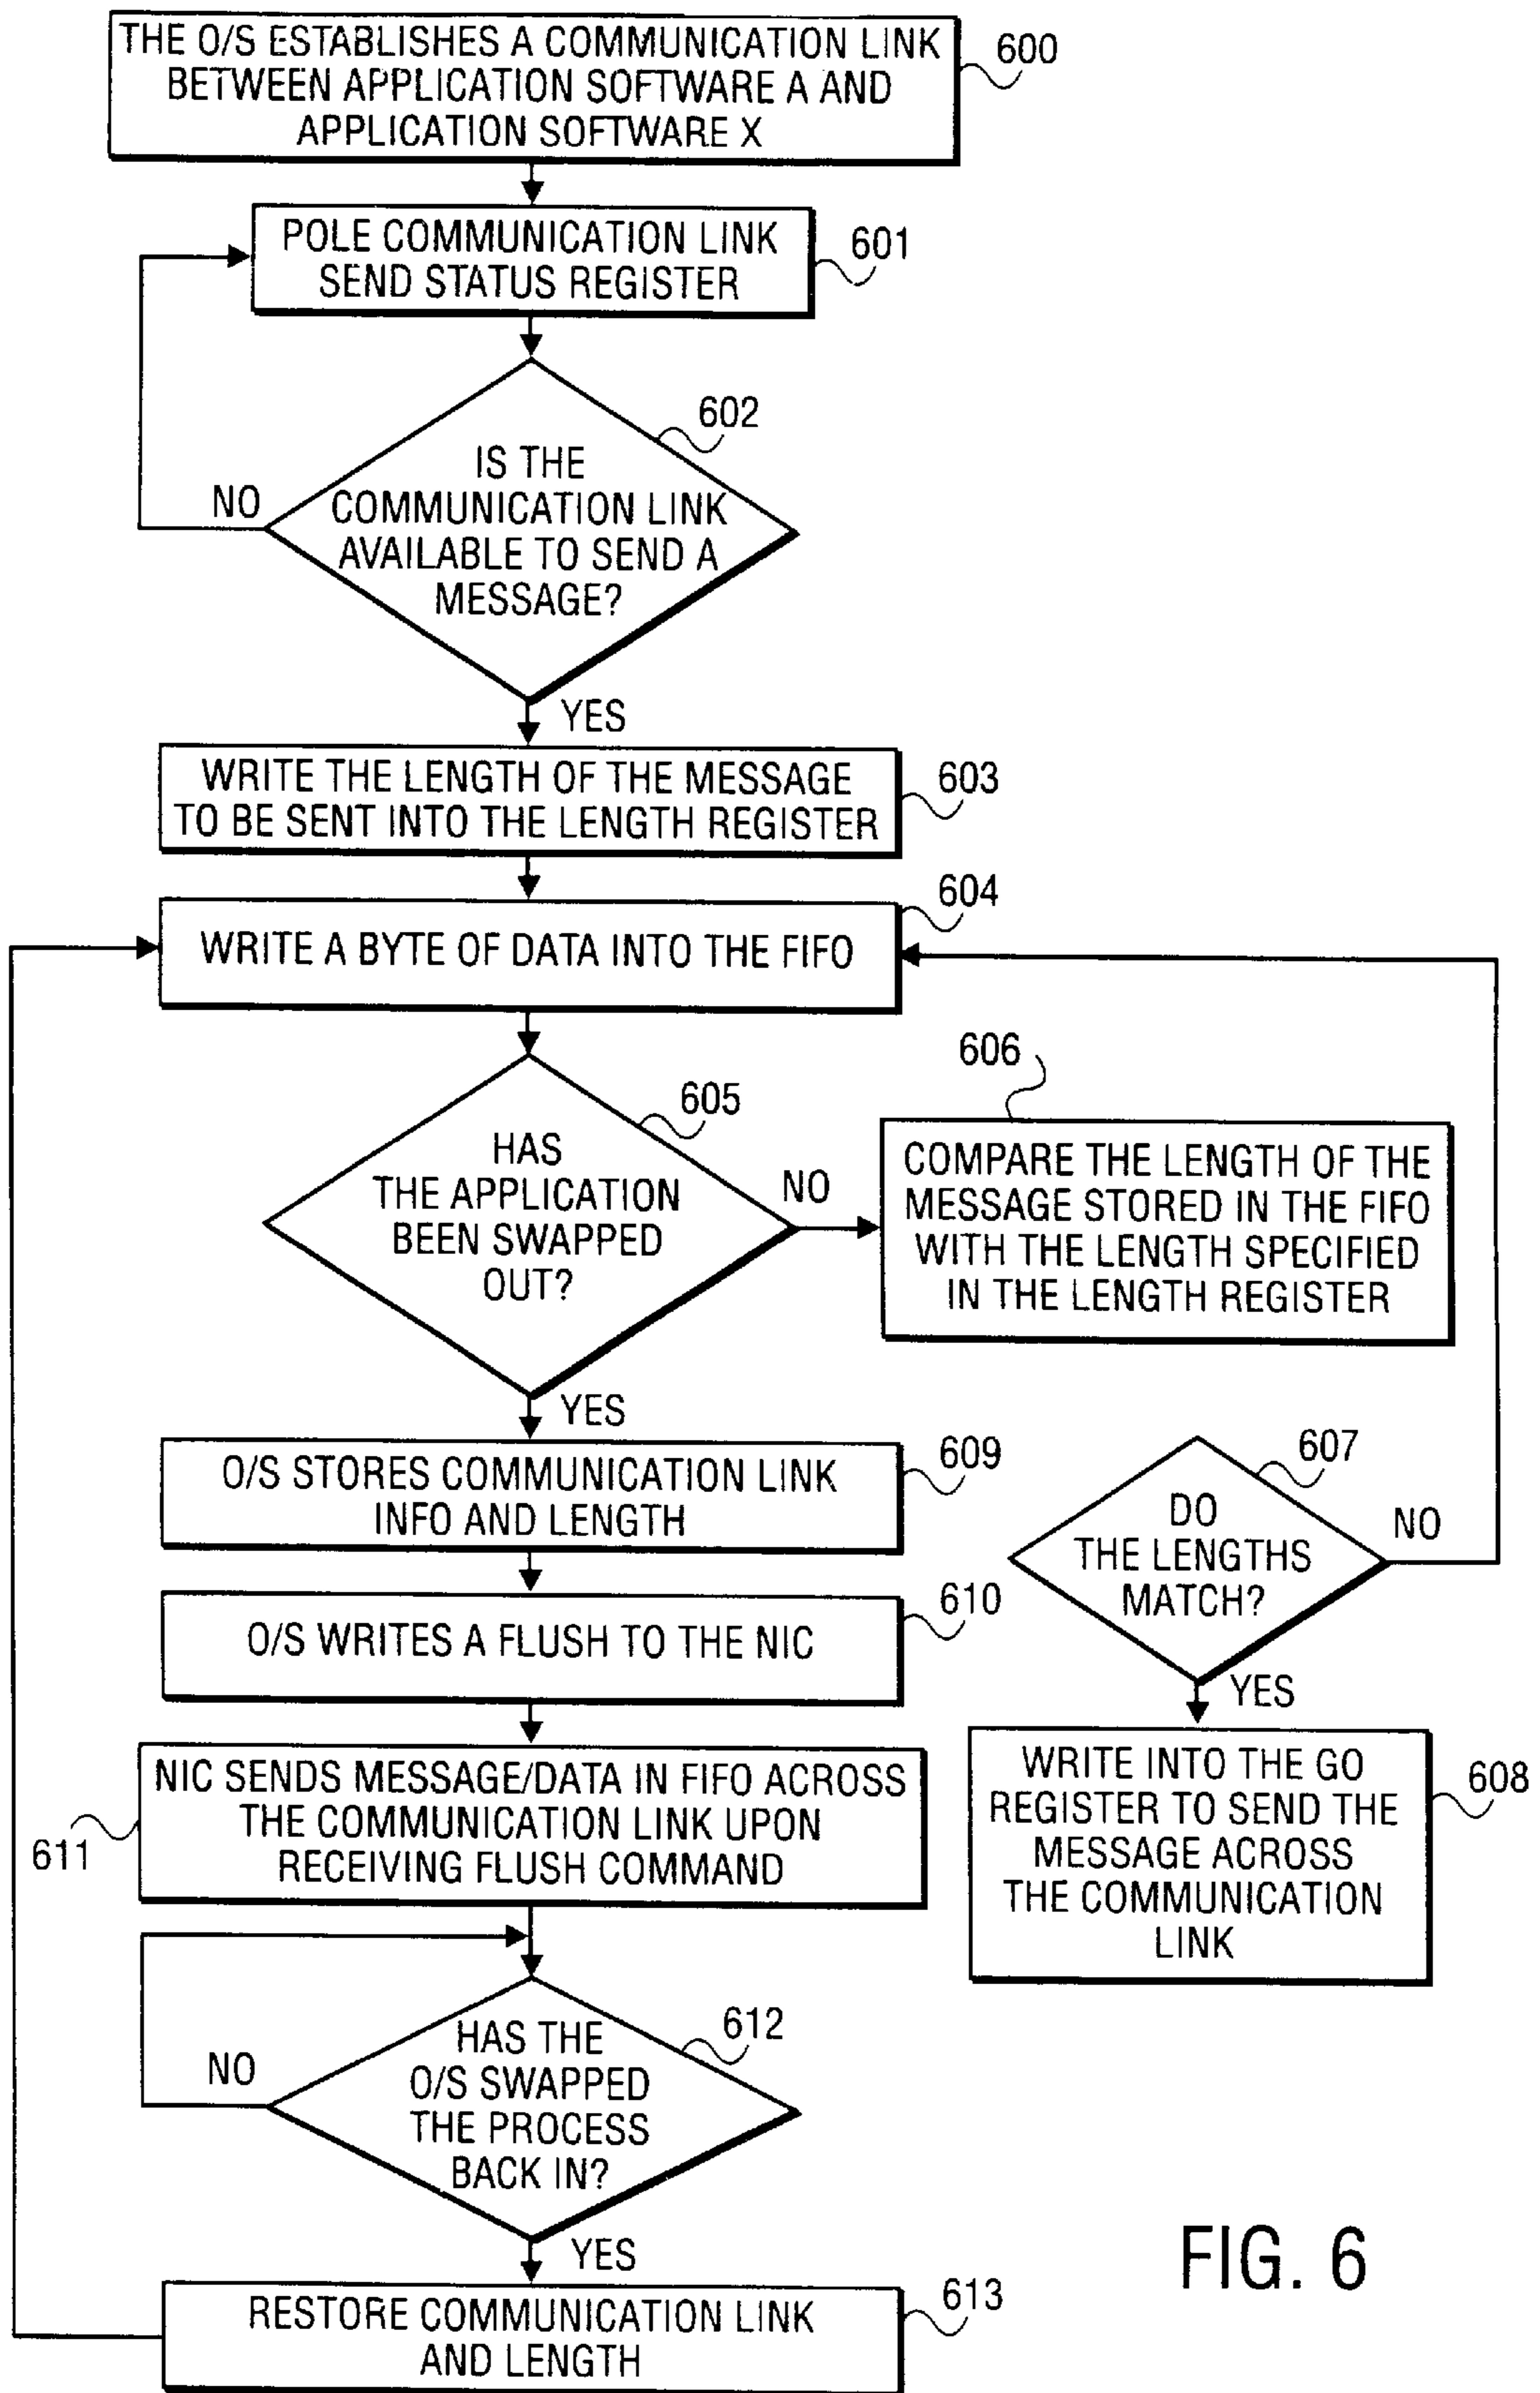 THE O/S ESTABLISHES A COMMUNICATION LINK
BETWEEN APPLICATION SOFTWARE A AND
APPLICATION SOFTWARE X
600
POLE COMMUNICATION LINK
SEND STATUS REGISTER
601
602
IS THE
COMMUNICATION LINK
AVAILABLE TO SEND A
MESSAGE?
NO
YES
WRITE THE LENGTH OF THE MESSAGE
TO BE SENT INTO THE LENGTH REGISTER
603
604
WRITE A BYTE OF DATA INTO THE FIFO
605
HAS
THE APPLICATION
BEEN SWAPPED
OUT?
NO
606
COMPARE THE LENGTH OF THE
MESSAGE STORED IN THE FIFO
WITH THE LENGTH SPECIFIED
IN THE LENGTH REGISTER
YES
O/S STORES COMMUNICATION LINK
INFO AND LENGTH
609
607
DO
THE LENGTHS
MATCH?
NO
YES
O/S WRITES A FLUSH TO THE NIC
610
NIC SENDS MESSAGE/DATA IN FIFO ACROSS
THE COMMUNICATION LINK UPON
RECEIVING FLUSH COMMAND
611
WRITE INTO THE GO
REGISTER TO SEND THE
MESSAGE ACROSS
THE COMMUNICATION
LINK
608
612
HAS THE
O/S SWAPPED
THE PROCESS
BACK IN?
NO
YES
RESTORE COMMUNICATION LINK
AND LENGTH
613
FIG. 6